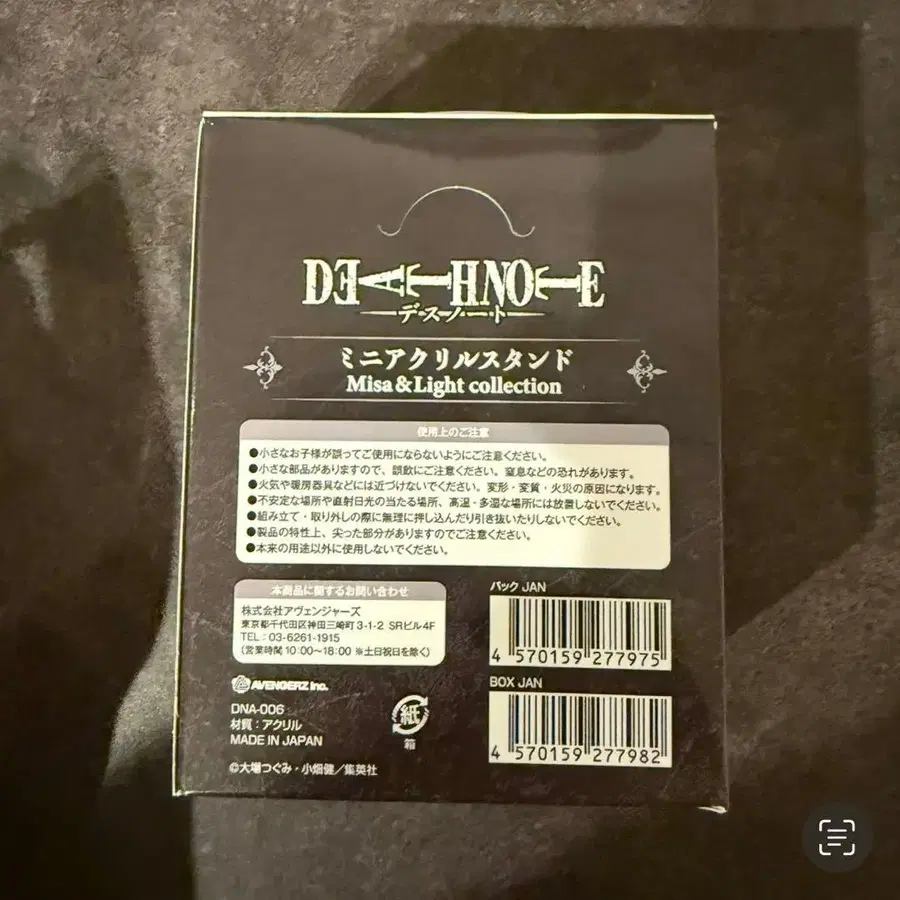 DEATH NOTE
デスノート
ミニアクリルスタンド
Misa&Light collection
使用上のご注意
●小さなお子様が誤ってご使用にならないようにご注意ください。
●小さな部品がありますので、誤飲にご注意ください。窒息などの恐れがあります。
●火気や暖房器具などには近づけないでください。変形・変質・火災の原因になります。
●不安定な場所や直射日光の当たる場所、高温・多湿な場所には放置しないでください。
●組み立て・取り外しの際に無理に押し込んだり引き抜いたりしないでください。
●製品の特性上、尖った部分がありますのでご注意ください。
●本来の用途以外に使用しないでください。
本商品に関するお問い合わせ
株式会社アヴェンジャーズ
東京都千代田区神田三崎町3-1-2 SRビル4F
TEL：03-6261-1915
(営業時間 10:00〜18:00 ※土日祝日を除く)
AVENGERZ Inc.
DNA-006
材質：アクリル
MADE IN JAPAN
©大場つぐみ・小畑健／集英社
紙
箱
パック JAN
4 570159 277975
BOX JAN
4 570159 277982